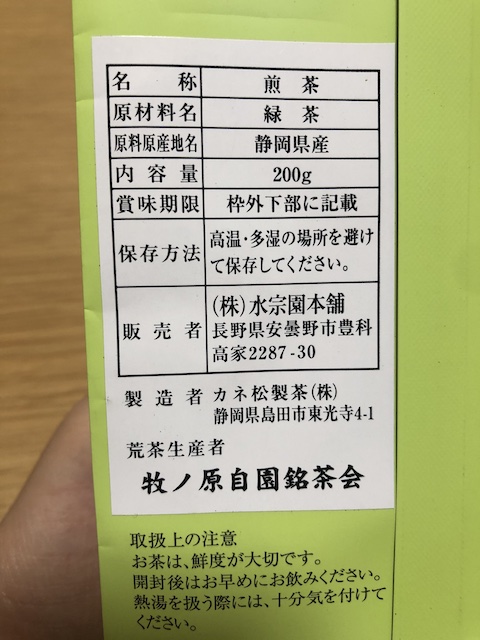 名称 煎茶
原材料名 緑茶
原料原産地名 静岡県産
内容量 200g
賞味期限 枠外下部に記載
保存方法 高温・多湿の場所を避け
て保存してください。
販売者 (株)水宗園本舗
長野県安曇野市豊科
高家2287-30
製造者 カネ松製茶(株)
静岡県島田市東光寺4-1
荒茶生産者
牧ノ原自園銘茶会
取扱上の注意
お茶は、鮮度が大切です。
開封後はお早めにお飲みください。
熱湯を扱う際には、十分気を付けて
ください。